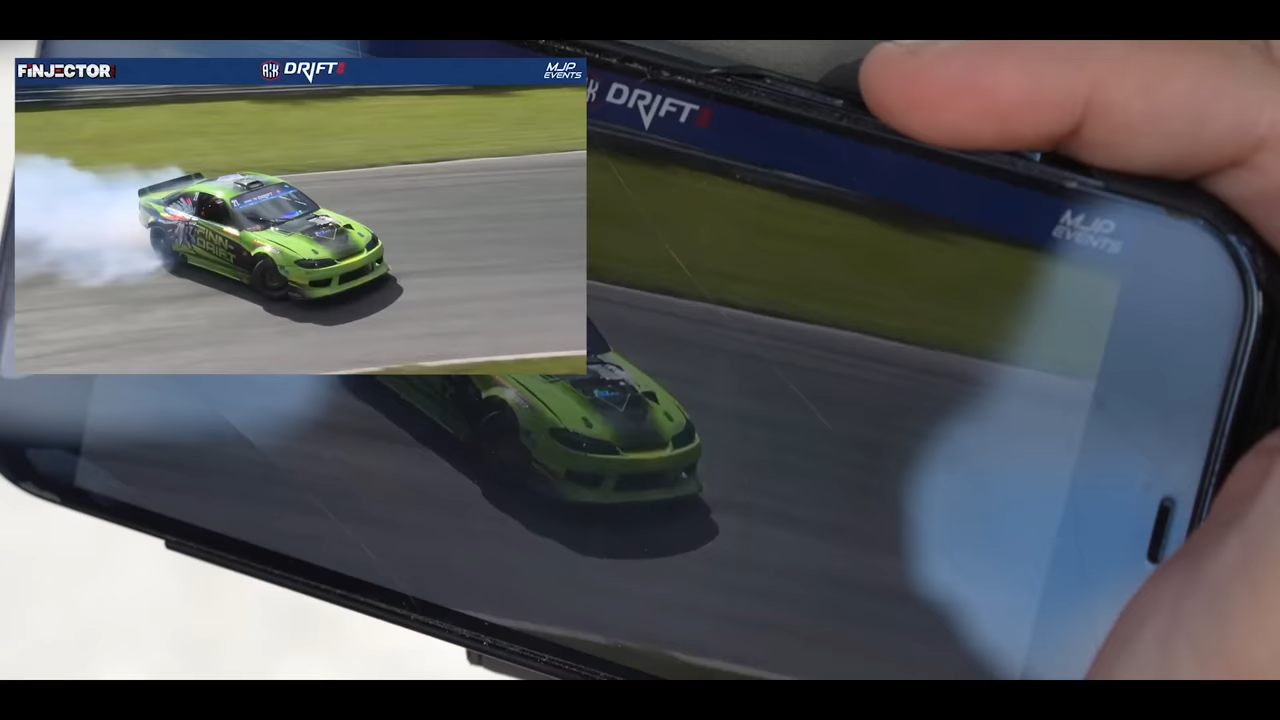 FINJECTOR
DRIFT
MJP
EVENTS
FINN-
DRIFT
DRIFT
MJP
EVENTS